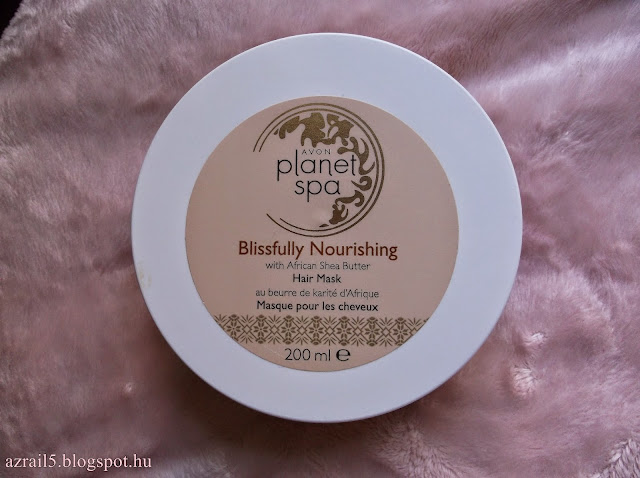 AVON
planet
spa
Blissfully Nourishing
with African Shea Butter
Hair Mask
au beurre de karité d'Afrique
Masque pour les cheveux
200 ml ℮
azrail5.blogspot.hu